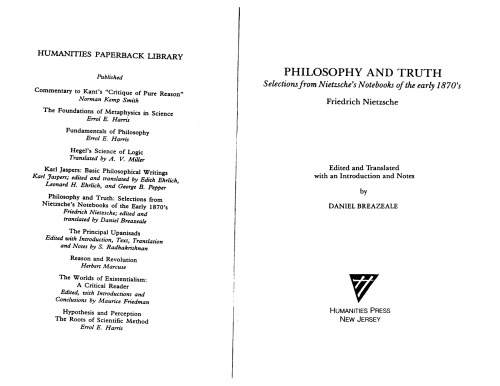 HUMANITIES PAPERBACK LIBRARY
Published
Commentary to Kant's "Critique of Pure Reason"
Norman Kemp Smith
The Foundations of Metaphysics in Science
Errol E. Harris
Fundamentals of Philosophy
Errol E. Harris
Hegel's Science of Logic
Translated by A. V. Miller
Karl Jaspers: Basic Philosophical Writings
Karl Jaspers; edited and translated by Edith Ehrlich,
Leonard H. Ehrlich, and George B. Pepper
Philosophy and Truth: Selections from
Nietzsche's Notebooks of the Early 1870's
Friedrich Nietzsche; edited and
translated by Daniel Breazeale
The Principal Upanisads
Edited with Introduction, Text, Translation
and Notes by S. Radhakrishnan
Reason and Revolution
Herbert Marcuse
The Worlds of Existentialism:
A Critical Reader
Edited, with Introductions and
Conclusions by Maurice Friedman
Hypothesis and Perception
The Roots of Scientific Method
Errol E. Harris
PHILOSOPHY AND TRUTH
Selections from Nietzsche's Notebooks of the early 1870's
Friedrich Nietzsche
Edited and Translated
with an Introduction and Notes
by
DANIEL BREAZEALE
HUMANITIES PRESS
NEW JERSEY